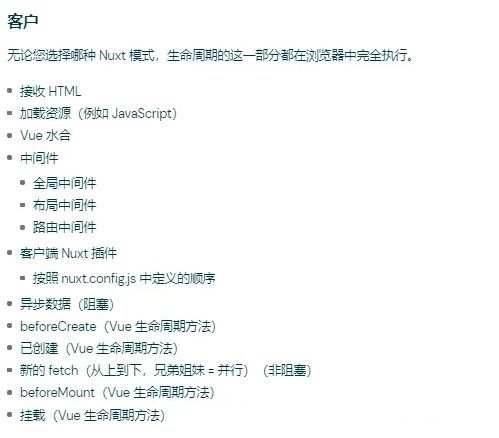 客户
无论您选择哪种 Nuxt 模式，生命周期的这一部分都在浏览器中完全执行。
接收 HTML
加载资源（例如 JavaScript）
Vue 水合
中间件
全局中间件
布局中间件
路由中间件
客户端 Nuxt 插件
按照 nuxt.config.js 中定义的顺序
异步数据（阻塞）
beforeCreate（Vue 生命周期方法）
已创建（Vue 生命周期方法）
新的 fetch（从上到下，兄弟姐妹 = 并行）（非阻塞）
beforeMount（Vue 生命周期方法）
挂载（Vue 生命周期方法）